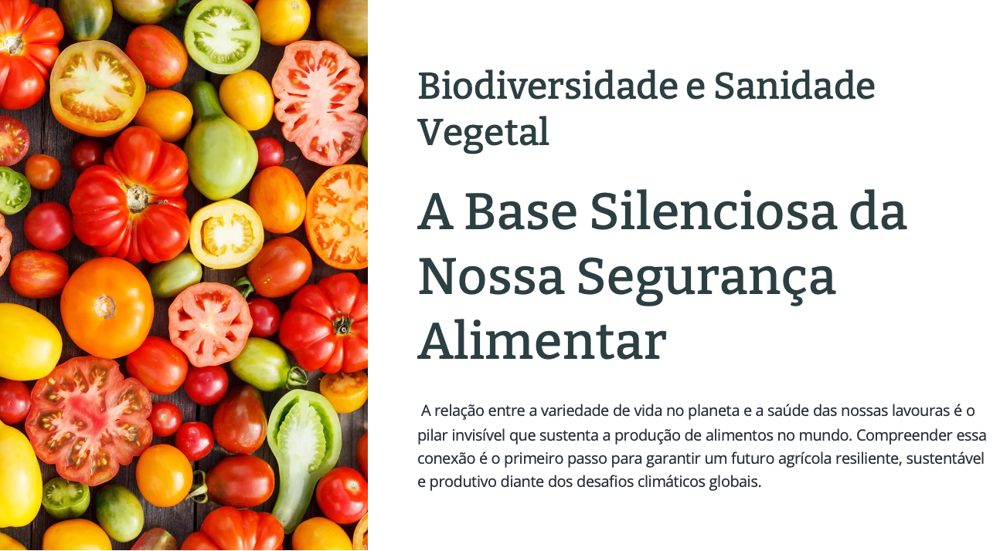 Biodiversidade e Sanidade
Vegetal
A Base Silenciosa da
Nossa Segurança
Alimentar
A relação entre a variedade de vida no planeta e a saúde das nossas lavouras é o
pilar invisível que sustenta a produção de alimentos no mundo. Compreender essa
conexão é o primeiro passo para garantir um futuro agrícola resiliente, sustentável
e produtivo diante dos desafios climáticos globais.